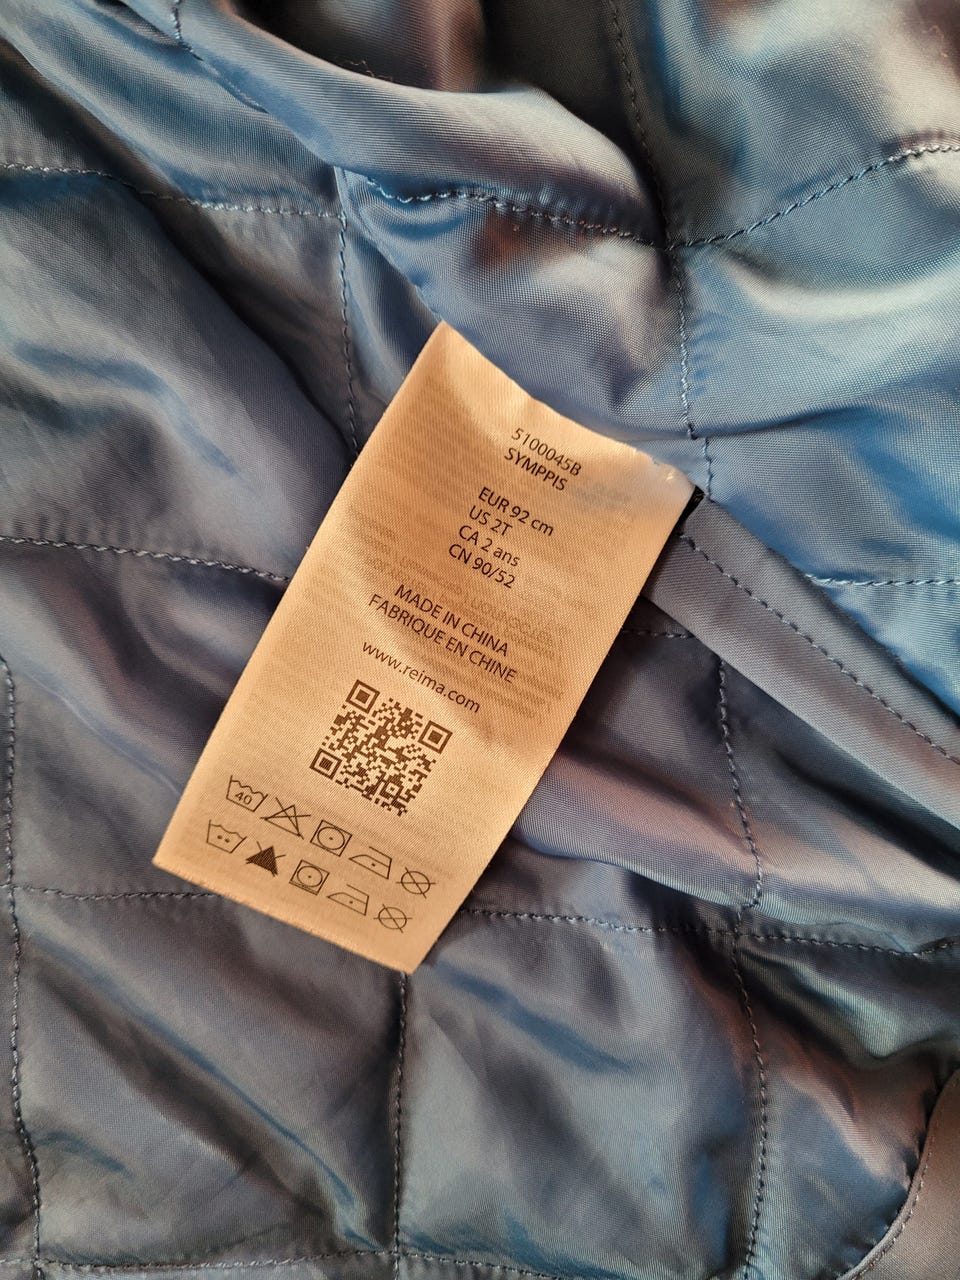 5100045B
SYMPPIS
EUR 92 cm
US 2T
CA 2 ans
CN 90/52
MADE IN CHINA
FABRIQUE EN CHINE
www.reima.com
40